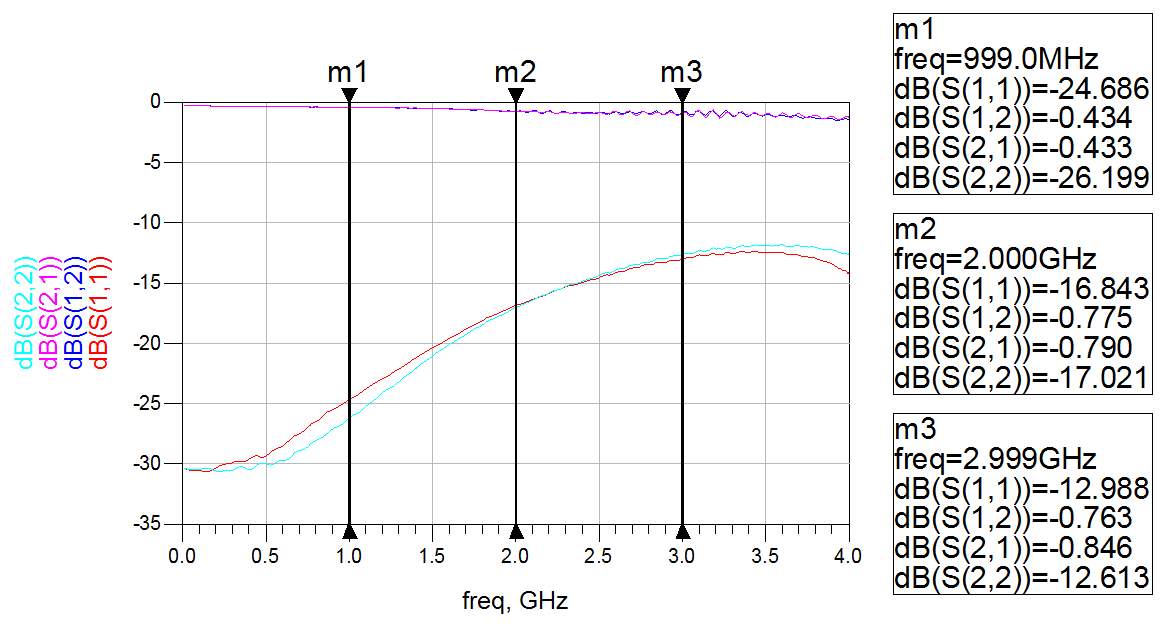 m1
m2
m3
0
-5
-10
-15
-20
-25
-30
-35
0.0
0.5
1.0
1.5
2.0
2.5
3.0
3.5
4.0
freq, GHz
dB(S(2,2))
dB(S(2,1))
dB(S(1,2))
dB(S(1,1))
m1
freq=999.0MHz
dB(S(1,1))=-24.686
dB(S(1,2))=-0.434
dB(S(2,1))=-0.433
dB(S(2,2))=-26.199
m2
freq=2.000GHz
dB(S(1,1))=-16.843
dB(S(1,2))=-0.775
dB(S(2,1))=-0.790
dB(S(2,2))=-17.021
m3
freq=2.999GHz
dB(S(1,1))=-12.988
dB(S(1,2))=-0.763
dB(S(2,1))=-0.846
dB(S(2,2))=-12.613